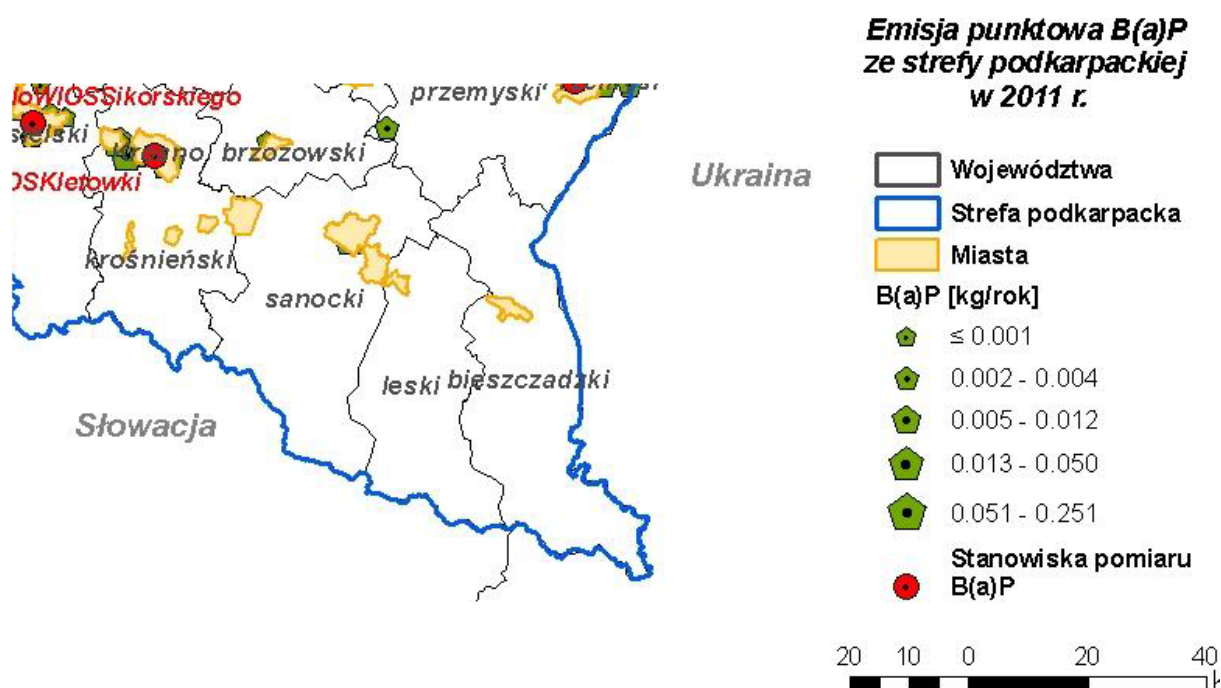 Emisja punktowa B(a)P
ze strefy podkarpackiej
w 2011 r.
Województwa
Strefa podkarpacka
Miasta
B(a)P [kg/rok]
≤ 0.001
0.002 - 0.004
0.005 - 0.012
0.013 - 0.050
0.051 - 0.251
Stanowiska pomiaru
B(a)P
20 10 0 20 40
przemyski
Krosno
brzozowski
Ukraina
krośnieński
sanocki
leski
bieszczadzki
Słowacja